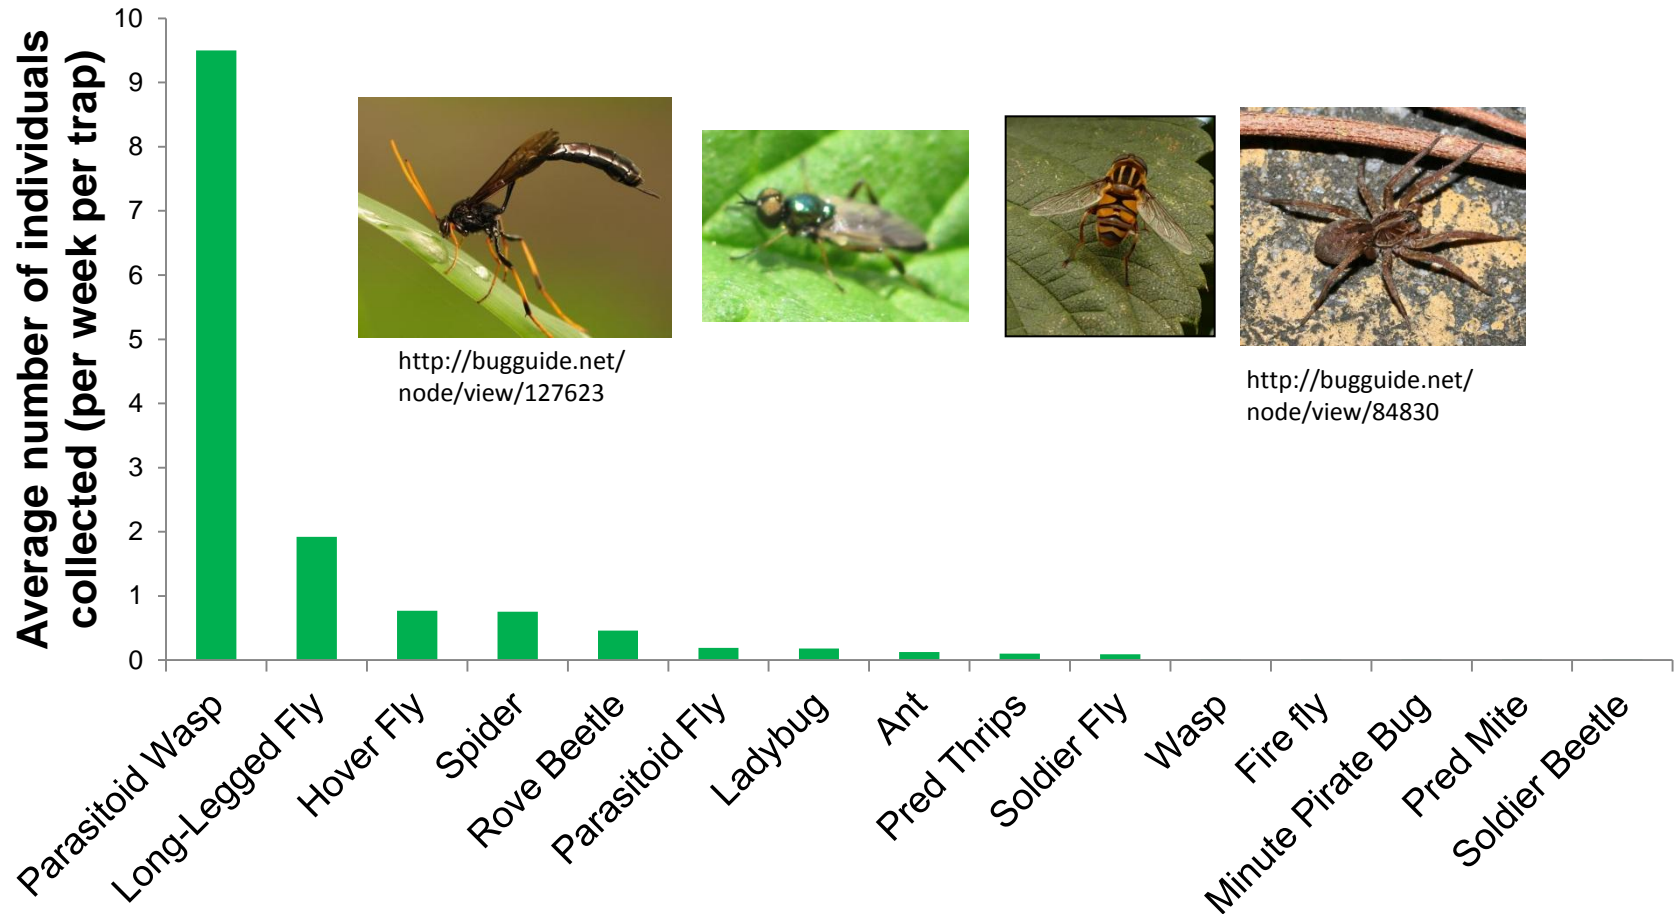 Average number of individuals
collected (per week per trap)
10
9
8
7
6
5
4
3
2
1
0
http://bugguide.net/
node/view/127623
http://bugguide.net/
node/view/84830
Parasitoid Wasp
Long-Legged Fly
Hover Fly
Spider
Rove Beetle
Parasitoid Fly
Ladybug
Ant
Pred Thrips
Soldier Fly
Wasp
Fire fly
Minute Pirate Bug
Pred Mite
Soldier Beetle